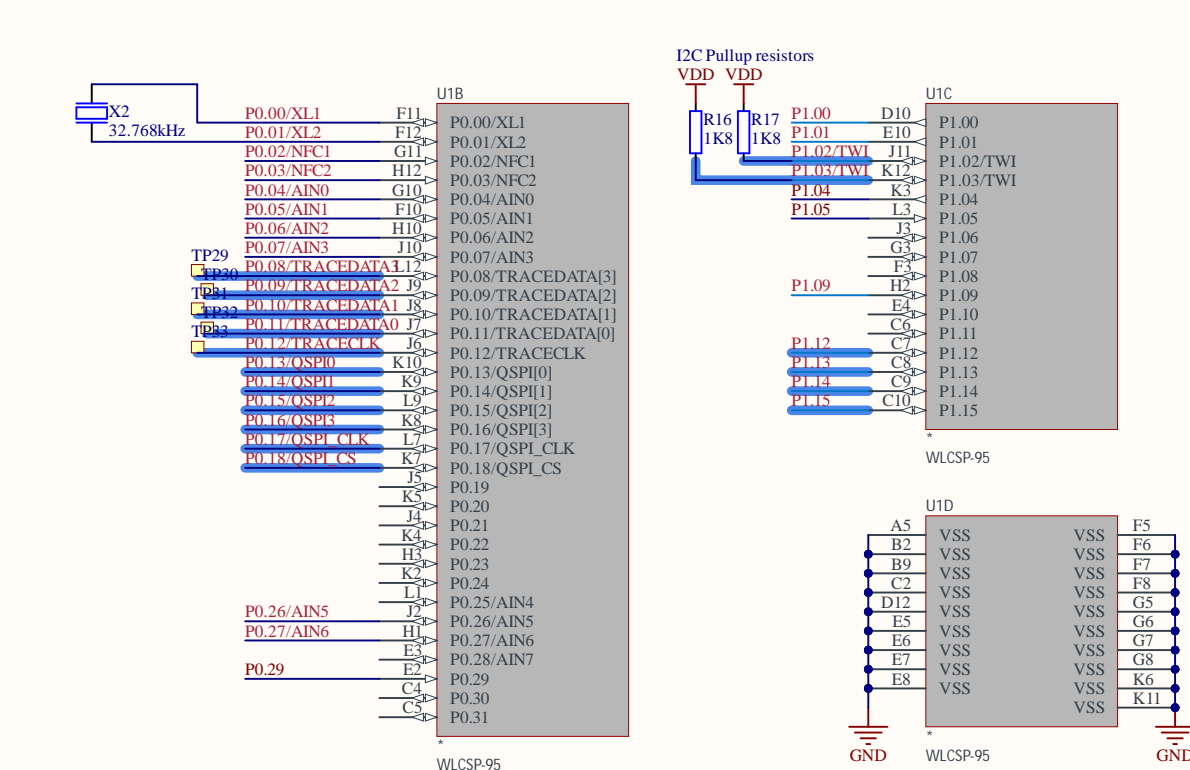 I2C Pullup resistors
VDD VDD
U1B
U1C
X2
32.768kHz
R16
1K8
R17
1K8
P0.00/XL1 F11 P0.00/XL1
P0.01/XL2 F12 P0.01/XL2
P0.02/NFC1 G11 P0.02/NFC1
P0.03/NFC2 H12 P0.03/NFC2
P0.04/AIN0 G10 P0.04/AIN0
P0.05/AIN1 F10 P0.05/AIN1
P0.06/AIN2 H10 P0.06/AIN2
P0.07/AIN3 J10 P0.07/AIN3
TP29
P0.08/TRACEDATA3 L12 P0.08/TRACEDATA[3]
TP30
P0.09/TRACEDATA2 J9 P0.09/TRACEDATA[2]
TP31
P0.10/TRACEDATA1 J8 P0.10/TRACEDATA[1]
TP32
P0.11/TRACEDATA0 J7 P0.11/TRACEDATA[0]
TP33
P0.12/TRACECLK J6 P0.12/TRACECLK
P0.13/QSPI0 K10 P0.13/QSPI[0]
P0.14/QSPI1 K9 P0.14/QSPI[1]
P0.15/QSPI2 L9 P0.15/QSPI[2]
P0.16/QSPI3 K8 P0.16/QSPI[3]
P0.17/QSPI_CLK L7 P0.17/QSPI_CLK
P0.18/QSPI_CS K7 P0.18/QSPI_CS
J5 P0.19
K5 P0.20
J4 P0.21
K4 P0.22
H3 P0.23
K2 P0.24
L1 P0.25/AIN4
P0.26/AIN5 J2 P0.26/AIN5
P0.27/AIN6 H1 P0.27/AIN6
E3 P0.28/AIN7
P0.29 E2 P0.29
C4 P0.30
C5 P0.31
*
WLCSP-95
P1.00 D10 P1.00
P1.01 E10 P1.01
P1.02/TWI J11 P1.02/TWI
P1.03/TWI K12 P1.03/TWI
P1.04 K3 P1.04
P1.05 L3 P1.05
J3 P1.06
G3 P1.07
F3 P1.08
P1.09 H2 P1.09
E4 P1.10
C6 P1.11
P1.12 C7 P1.12
P1.13 C8 P1.13
P1.14 C9 P1.14
P1.15 C10 P1.15
*
WLCSP-95
U1D
A5 VSS VSS F5
B2 VSS VSS F6
B9 VSS VSS F7
C2 VSS VSS F8
D12 VSS VSS G5
E5 VSS VSS G6
E6 VSS VSS G7
E7 VSS VSS G8
E8 VSS VSS K6
VSS K11
*
WLCSP-95
GND
GND